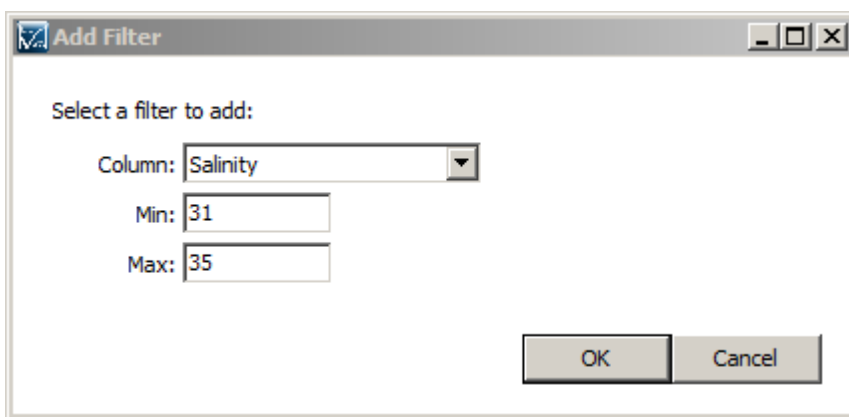 Add Filter
Select a filter to add:
Column: Salinity
Min: 31
Max: 35
OK Cancel